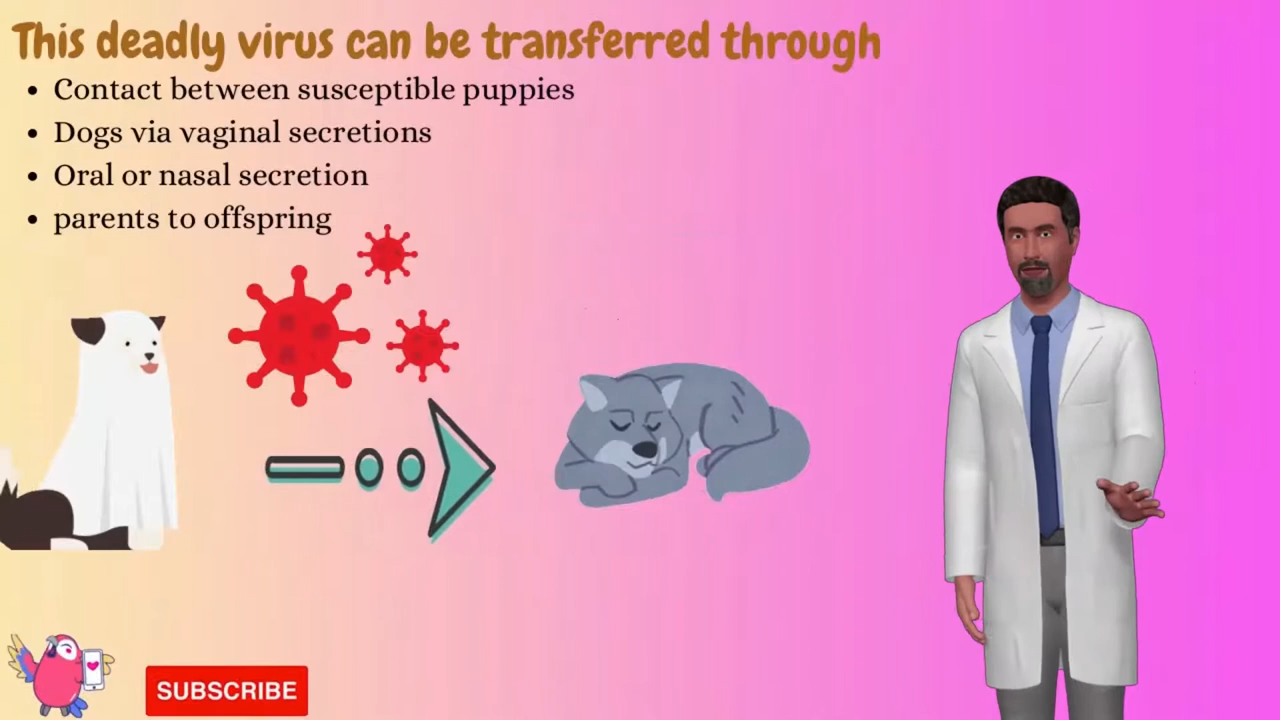 This deadly virus can be transferred through
• Contact between susceptible puppies
• Dogs via vaginal secretions
• Oral or nasal secretion
• parents to offspring
SUBSCRIBE